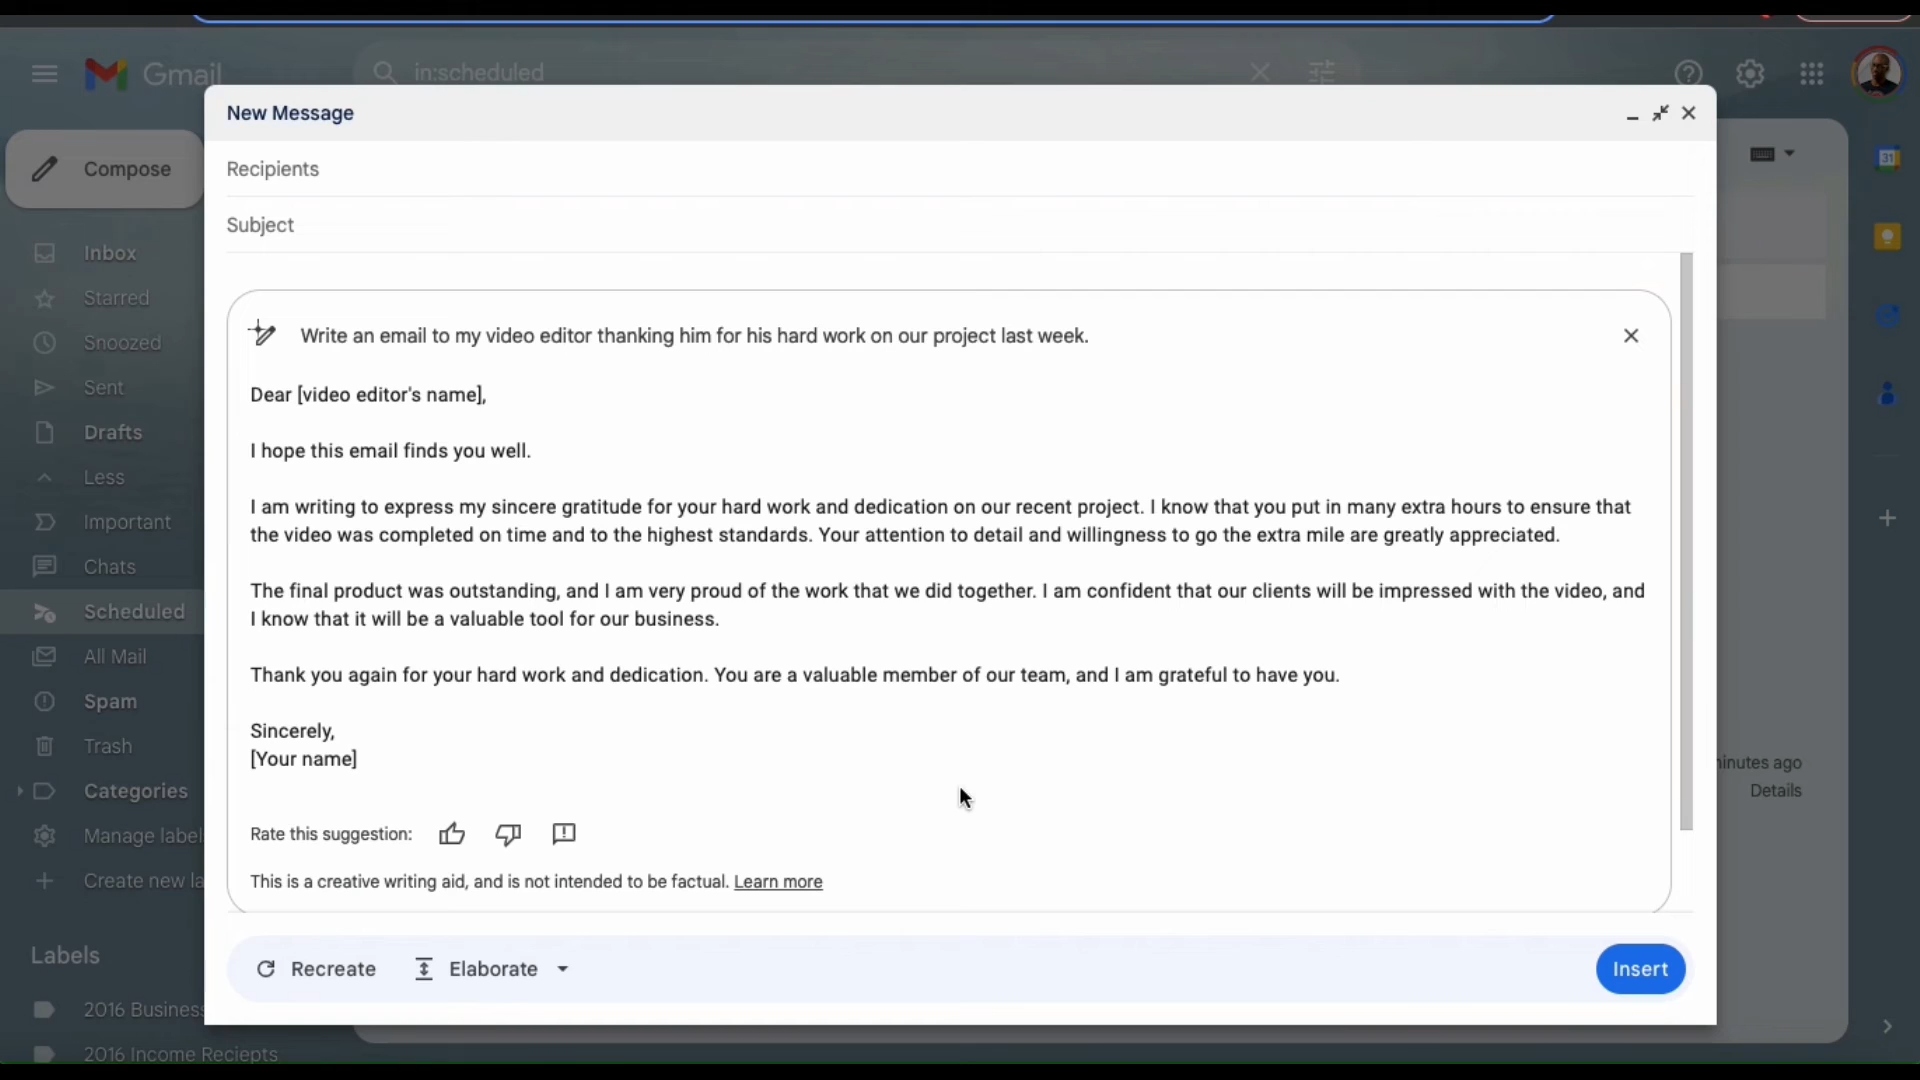 Gmail
in:scheduled
New Message
Compose
Recipients
Subject
31
Inbox
Starred
Snoozed
Sent
Drafts
Less
Important
Chats
Scheduled
All Mail
Spam
Trash
Categories
Manage label
Create new la
Labels
2016 Business
2016 Income Reciepts
Write an email to my video editor thanking him for his hard work on our project last week.
Dear [video editor's name],
I hope this email finds you well.
I am writing to express my sincere gratitude for your hard work and dedication on our recent project. I know that you put in many extra hours to ensure that
the video was completed on time and to the highest standards. Your attention to detail and willingness to go the extra mile are greatly appreciated.
The final product was outstanding, and I am very proud of the work that we did together. I am confident that our clients will be impressed with the video, and
I know that it will be a valuable tool for our business.
Thank you again for your hard work and dedication. You are a valuable member of our team, and I am grateful to have you.
Sincerely,
[Your name]
Rate this suggestion:
This is a creative writing aid, and is not intended to be factual. Learn more
Recreate
Elaborate
Insert
minutes ago
Details